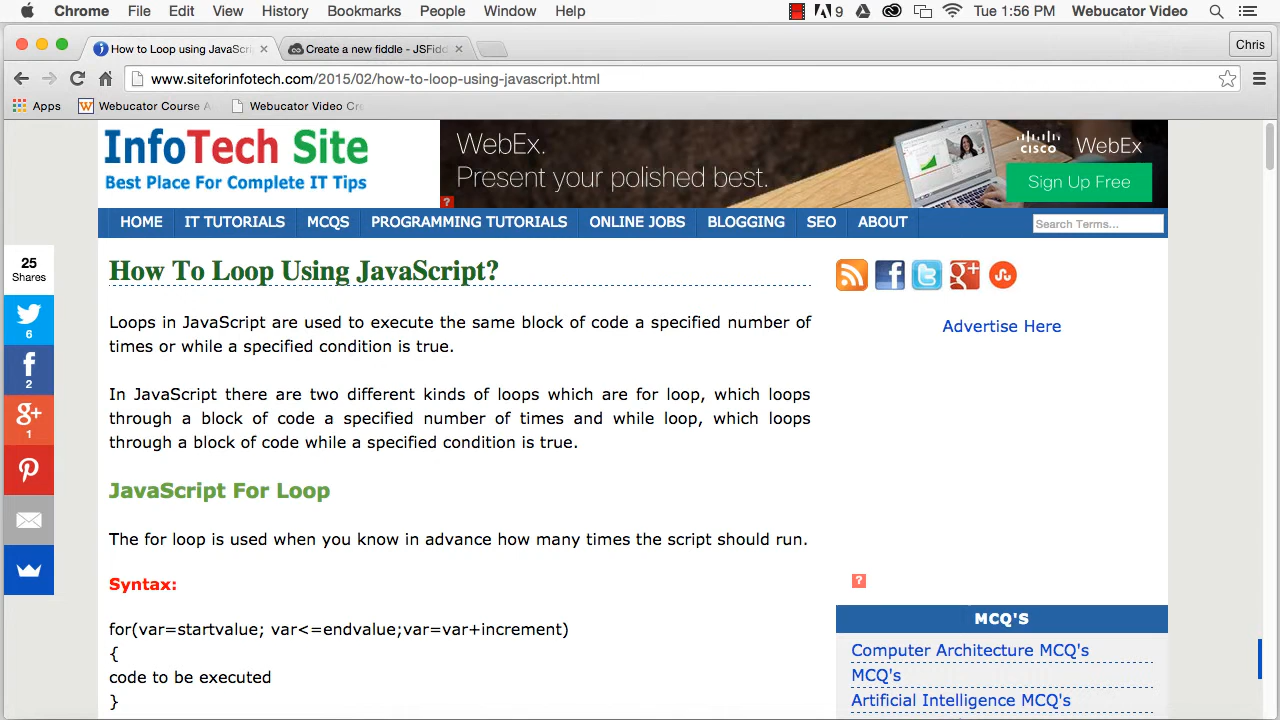 Chrome File Edit View History Bookmarks People Window Help 9 Tue 1:56 PM Webucator Video
How to Loop using JavaScri Create a new fiddle - JSFidd Chris
www.siteforinfotech.com/2015/02/how-to-loop-using-javascript.html
Apps Webucator Course A Webucator Video Cre
InfoTech Site
Best Place For Complete IT Tips
WebEx.
Present your polished best.
CISCO WebEx
Sign Up Free
?
HOME IT TUTORIALS MCQS PROGRAMMING TUTORIALS ONLINE JOBS BLOGGING SEO ABOUT Search Terms...
25
Shares
6
2
g+
1
How To Loop Using JavaScript?
Loops in JavaScript are used to execute the same block of code a specified number of
times or while a specified condition is true.
In JavaScript there are two different kinds of loops which are for loop, which loops
through a block of code a specified number of times and while loop, which loops
through a block of code while a specified condition is true.
JavaScript For Loop
The for loop is used when you know in advance how many times the script should run.
Syntax:
for(var=startvalue; var<=endvalue;var=var+increment)
{
code to be executed
}
Advertise Here
?
MCQ'S
Computer Architecture MCQ's
MCQ's
Artificial Intelligence MCQ's